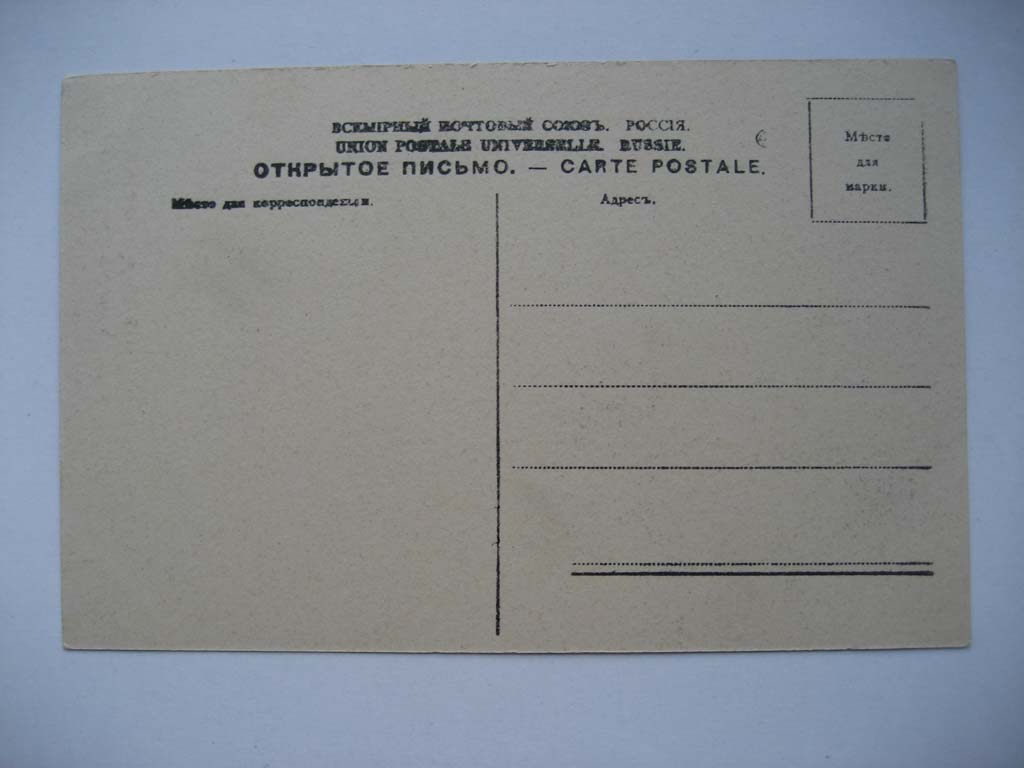 ВСЕМІРНЫЙ ПОЧТОВЫЙ СОЮЗЪ. РОССІЯ.
UNION POSTALE UNIVERSELLE. RUSSIE.
ОТКРЫТОЕ ПИСЬМО. — CARTE POSTALE.
Мѣсто для корреспонденціи.
Адресъ.
Мѣсто
для
марки.